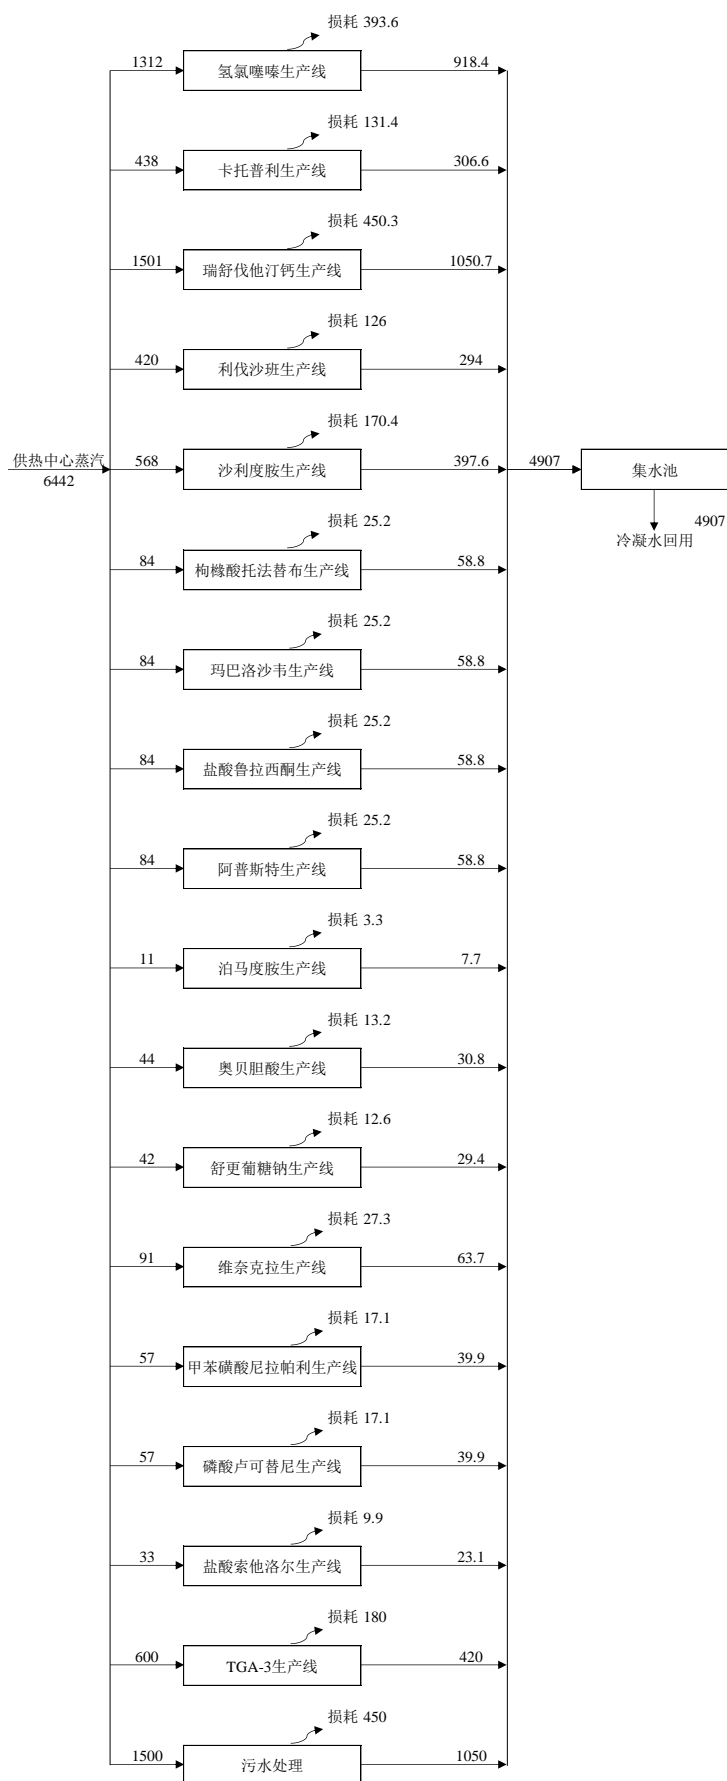 损耗 393.6
1312
氢氯噻嗪生产线
918.4
损耗 131.4
438
卡托普利生产线
306.6
损耗 450.3
1501
瑞舒伐他汀钙生产线
1050.7
损耗 126
420
利伐沙班生产线
294
损耗 170.4
供热中心蒸汽
6442
568
沙利度胺生产线
397.6
4907
集水池
4907
冷凝水回用
损耗 25.2
84
枸橼酸托法替布生产线
58.8
损耗 25.2
84
玛巴洛沙韦生产线
58.8
损耗 25.2
84
盐酸鲁拉西酮生产线
58.8
损耗 25.2
84
阿普斯特生产线
58.8
损耗 3.3
11
泊马度胺生产线
7.7
损耗 13.2
44
奥贝胆酸生产线
30.8
损耗 12.6
42
舒更葡糖钠生产线
29.4
损耗 27.3
91
维奈克拉生产线
63.7
损耗 17.1
57
甲苯磺酸尼拉帕利生产线
39.9
损耗 17.1
57
磷酸卢可替尼生产线
39.9
损耗 9.9
33
盐酸索他洛尔生产线
23.1
损耗 180
600
TGA-3生产线
420
损耗 450
1500
污水处理
1050